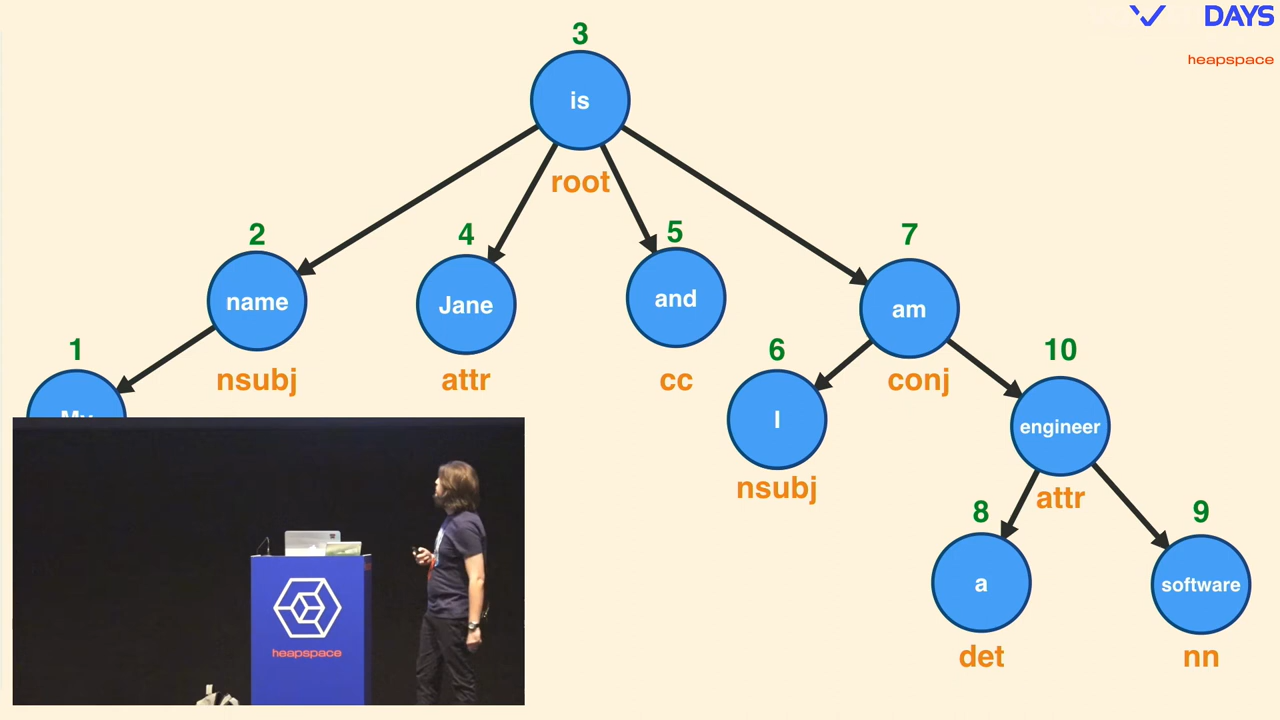 DAYS
heapspace
3
is
root
2
4
5
7
name
Jane
and
am
1
6
10
nsubj
attr
cc
conj
I
engineer
nsubj
attr
8
9
a
software
det
nn
heapspace